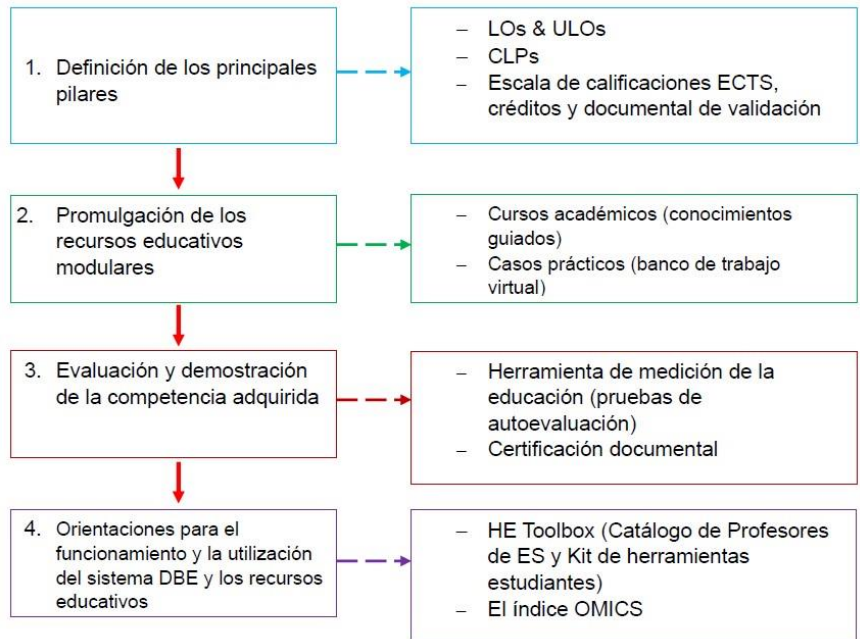 1. Definición de los principales
pilares
– LOs & ULOs
– CLPs
– Escala de calificaciones ECTS,
créditos y documental de validación
2. Promulgación de los
recursos educativos
modulares
– Cursos académicos (conocimientos
guiados)
– Casos prácticos (banco de trabajo
virtual)
3. Evaluación y demostración
de la competencia adquirida
– Herramienta de medición de la
educación (pruebas de
autoevaluación)
– Certificación documental
4. Orientaciones para el
funcionamiento y la utilización
del sistema DBE y los recursos
educativos
– HE Toolbox (Catálogo de Profesores
de ES y Kit de herramientas
estudiantes)
– El índice OMICS